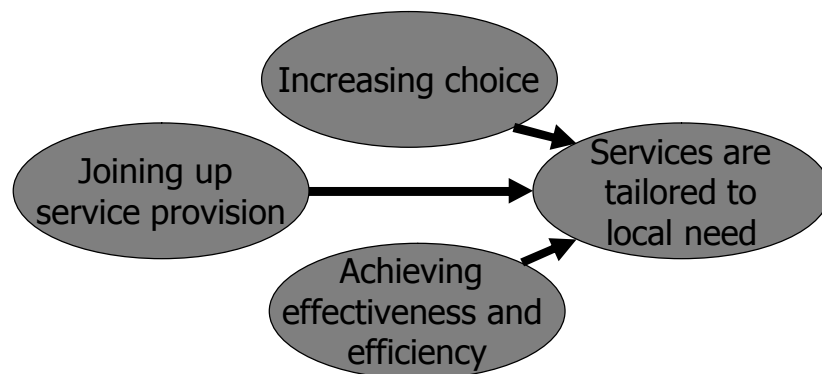 Increasing choice
Joining up
service provision
Services are
tailored to
local need
Achieving
effectiveness and
efficiency